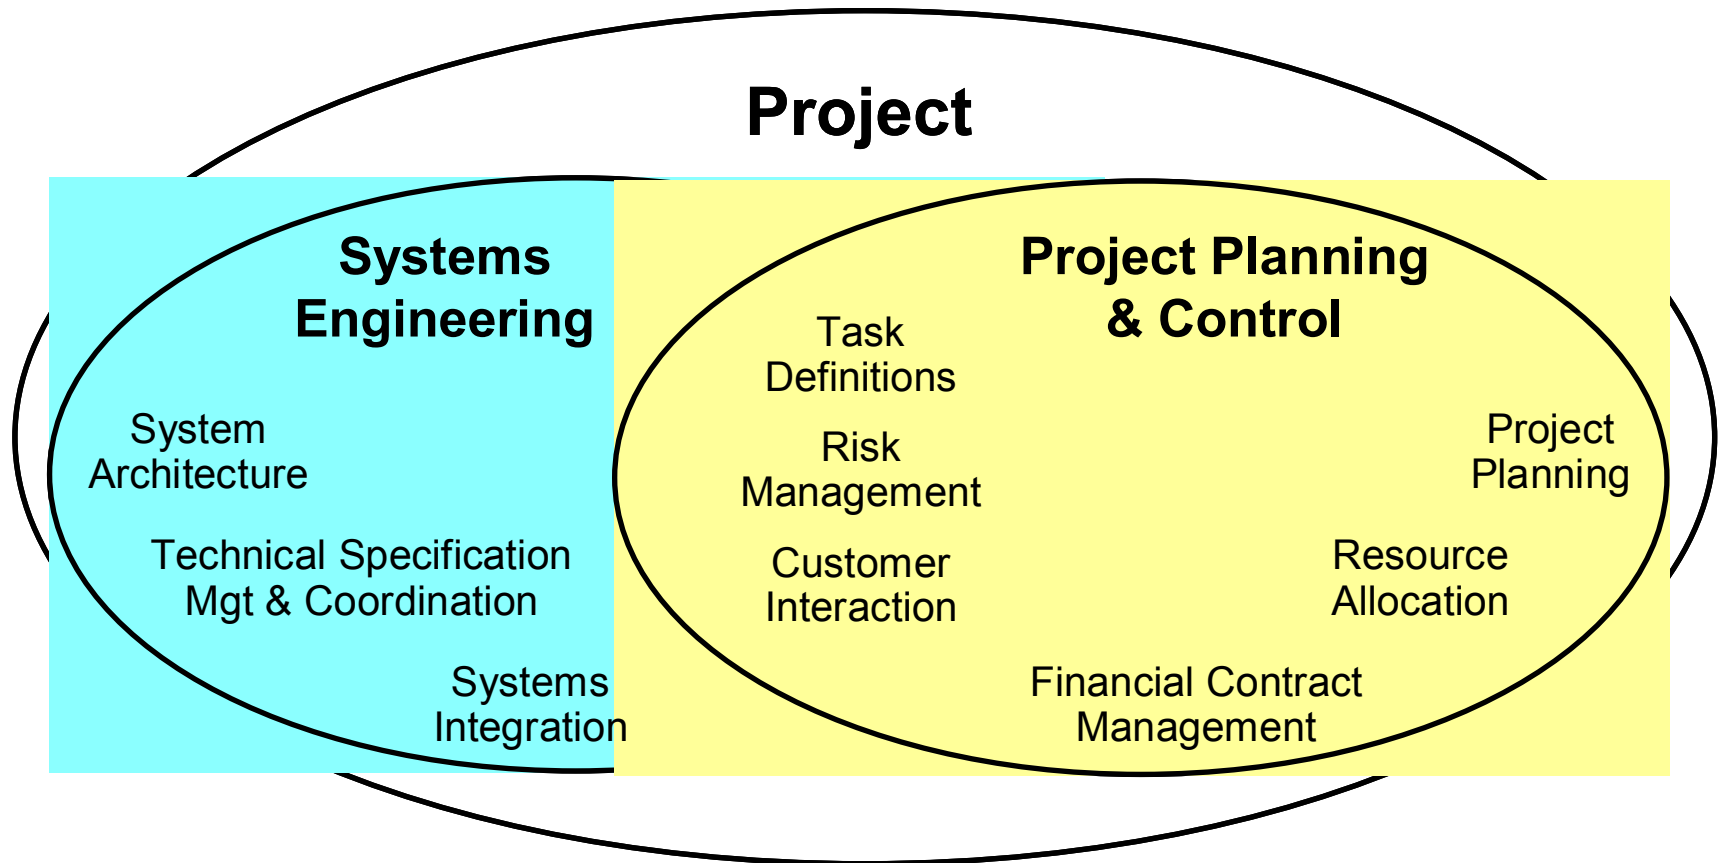 Project
Systems
Engineering
Project Planning
& Control
Task
Definitions
System
Architecture
Risk
Management
Project
Planning
Technical Specification
Mgt & Coordination
Customer
Interaction
Resource
Allocation
Systems
Integration
Financial Contract
Management